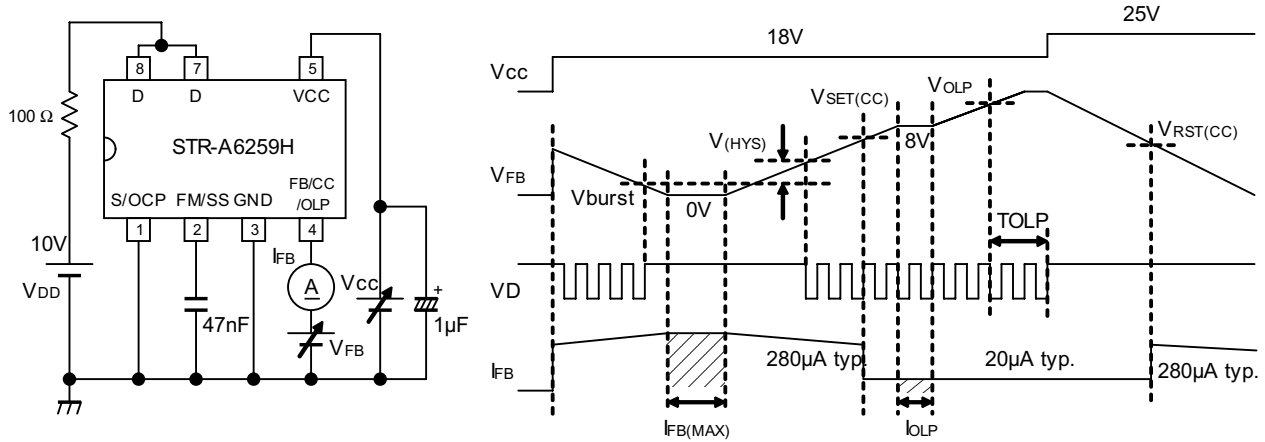 8
7
5
D
D
VCC
100 Ω
STR-A6259H
FB/CC
/OLP
S/OCP
FM/SS
GND
1
2
3
4
10V
VDD
IFB
A
Vcc
VFB
47nF
+
1µF
25V
18V
Vcc
VOLP
VSET(CC)
V(HYS)
8V
VRST(CC)
VFB
Vburst
0V
TOLP
VD
280µA typ.
20µA typ.
280µA typ.
IFB
IFB(MAX)
IOLP